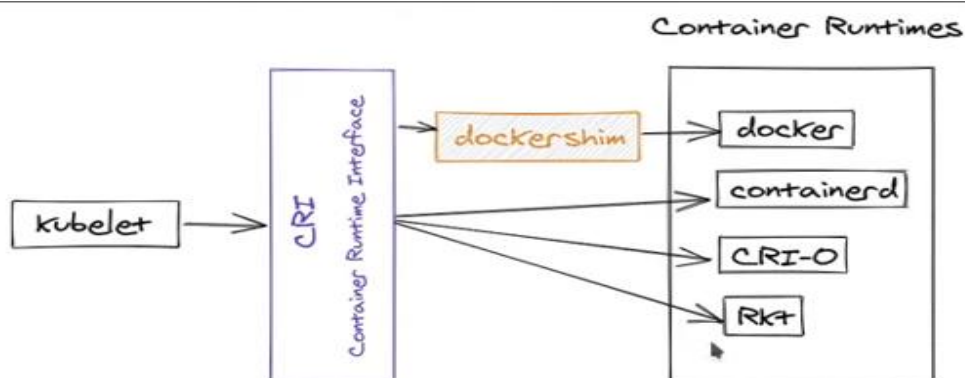 Container Runtimes
kubelet
CRI
Container Runtime Interface
dockershim
docker
containerd
CRI-O
Rkt